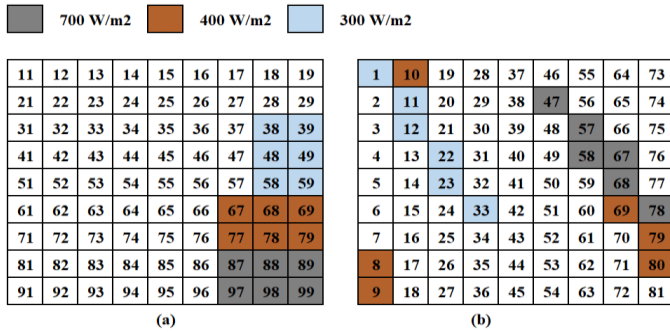 700 W/m2 400 W/m2 300 W/m2
11 12 13 14 15 16 17 18 19 1 10 19 28 37 46 55 64 73
21 22 23 24 25 26 27 28 29 2 11 20 29 38 47 56 65 74
31 32 33 34 35 36 37 38 39 3 12 21 30 39 48 57 66 75
41 42 43 44 45 46 47 48 49 4 13 22 31 40 49 58 67 76
51 52 53 54 55 56 57 58 59 5 14 23 32 41 50 59 68 77
61 62 63 64 65 66 67 68 69 6 15 24 33 42 51 60 69 78
71 72 73 74 75 76 77 78 79 7 16 25 34 43 52 61 70 79
81 82 83 84 85 86 87 88 89 8 17 26 35 44 53 62 71 80
91 92 93 94 95 96 97 98 99 9 18 27 36 45 54 63 72 81
(a) (b)